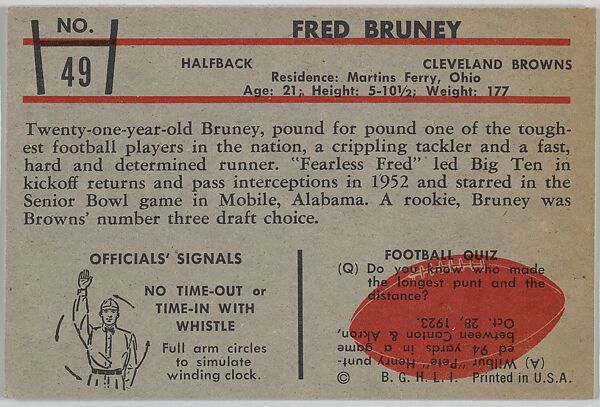 NO.
49
FRED BRUNEY
HALFBACK CLEVELAND BROWNS
Residence: Martins Ferry, Ohio
Age: 21; Height: 5-10½; Weight: 177
Twenty-one-year-old Bruney, pound for pound one of the tough-
est football players in the nation, a crippling tackler and a fast,
hard and determined runner. "Fearless Fred" led Big Ten in
kickoff returns and pass interceptions in 1952 and starred in the
Senior Bowl game in Mobile, Alabama. A rookie, Bruney was
Browns' number three draft choice.
OFFICIALS' SIGNALS
NO TIME-OUT or
TIME-IN WITH
WHISTLE
Full arm circles
to simulate
winding clock.
FOOTBALL QUIZ
(Q) Do you know who made
the longest punt and the
distance?
(A) Wilbur "Pete" Henry punt-
ed 94 yards in a game
between Canton & Akron,
Oct. 28, 1923.
© B. G. H. L. I. Printed in U.S.A.